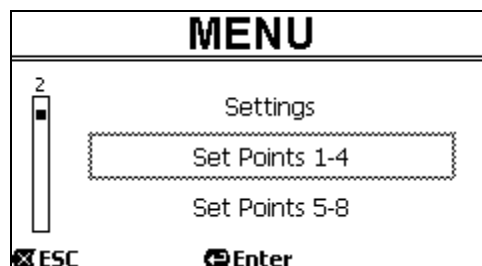 MENU
2
Settings
Set Points 1-4
Set Points 5-8
ESC Enter